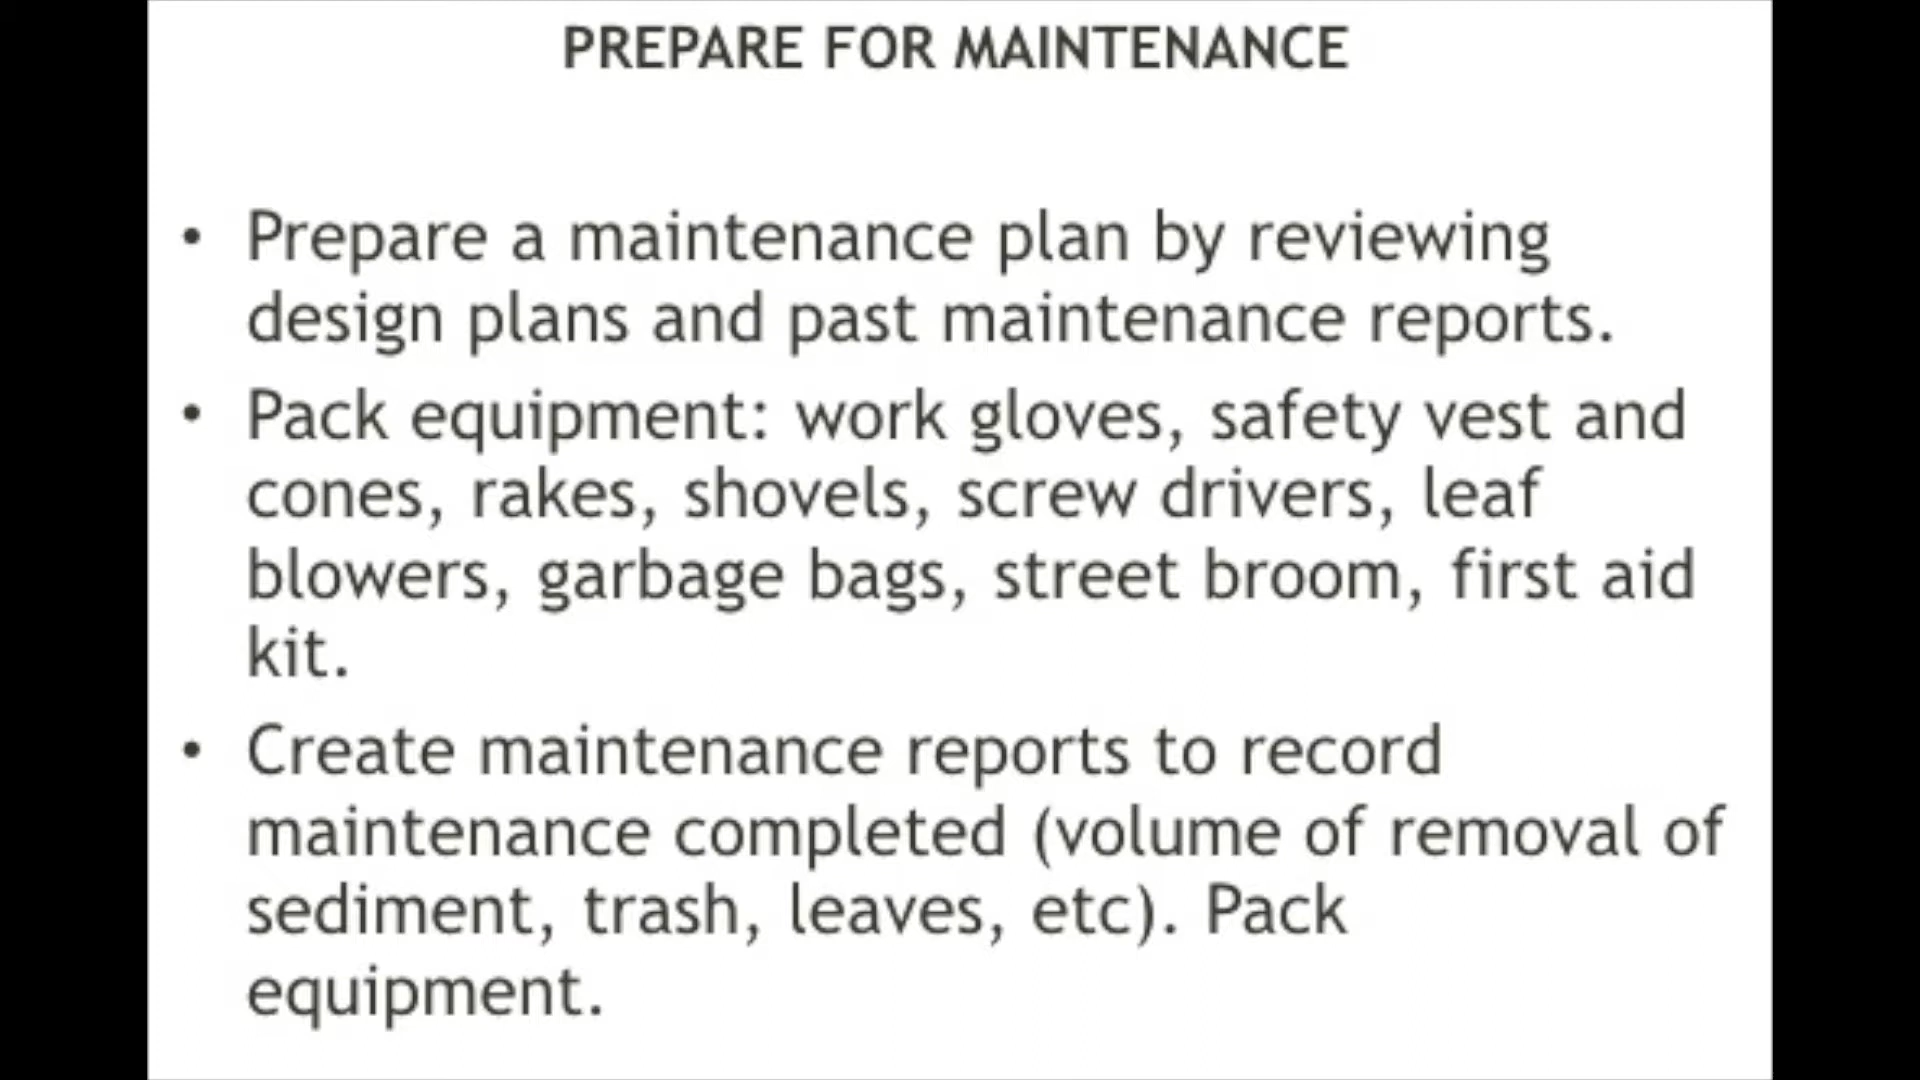 PREPARE FOR MAINTENANCE
• Prepare a maintenance plan by reviewing
design plans and past maintenance reports.
• Pack equipment: work gloves, safety vest and
cones, rakes, shovels, screw drivers, leaf
blowers, garbage bags, street broom, first aid
kit.
• Create maintenance reports to record
maintenance completed (volume of removal of
sediment, trash, leaves, etc). Pack
equipment.